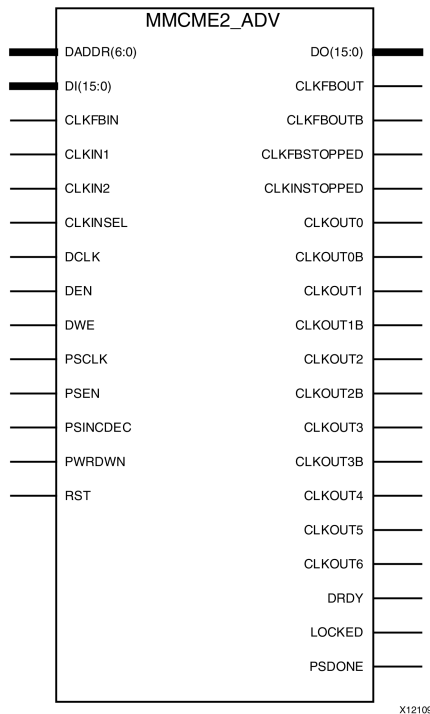 MMCME2_ADV
DADDR(6:0) DO(15:0)
DI(15:0) CLKFBOUT
CLKFBIN CLKFBOUTB
CLKIN1 CLKFBSTOPPED
CLKIN2 CLKINSTOPPED
CLKINSEL CLKOUT0
DCLK CLKOUT0B
DEN CLKOUT1
DWE CLKOUT1B
PSCLK CLKOUT2
PSEN CLKOUT2B
PSINCDEC CLKOUT3
PWRDWN CLKOUT3B
RST CLKOUT4
CLKOUT5
CLKOUT6
DRDY
LOCKED
PSDONE
X12109